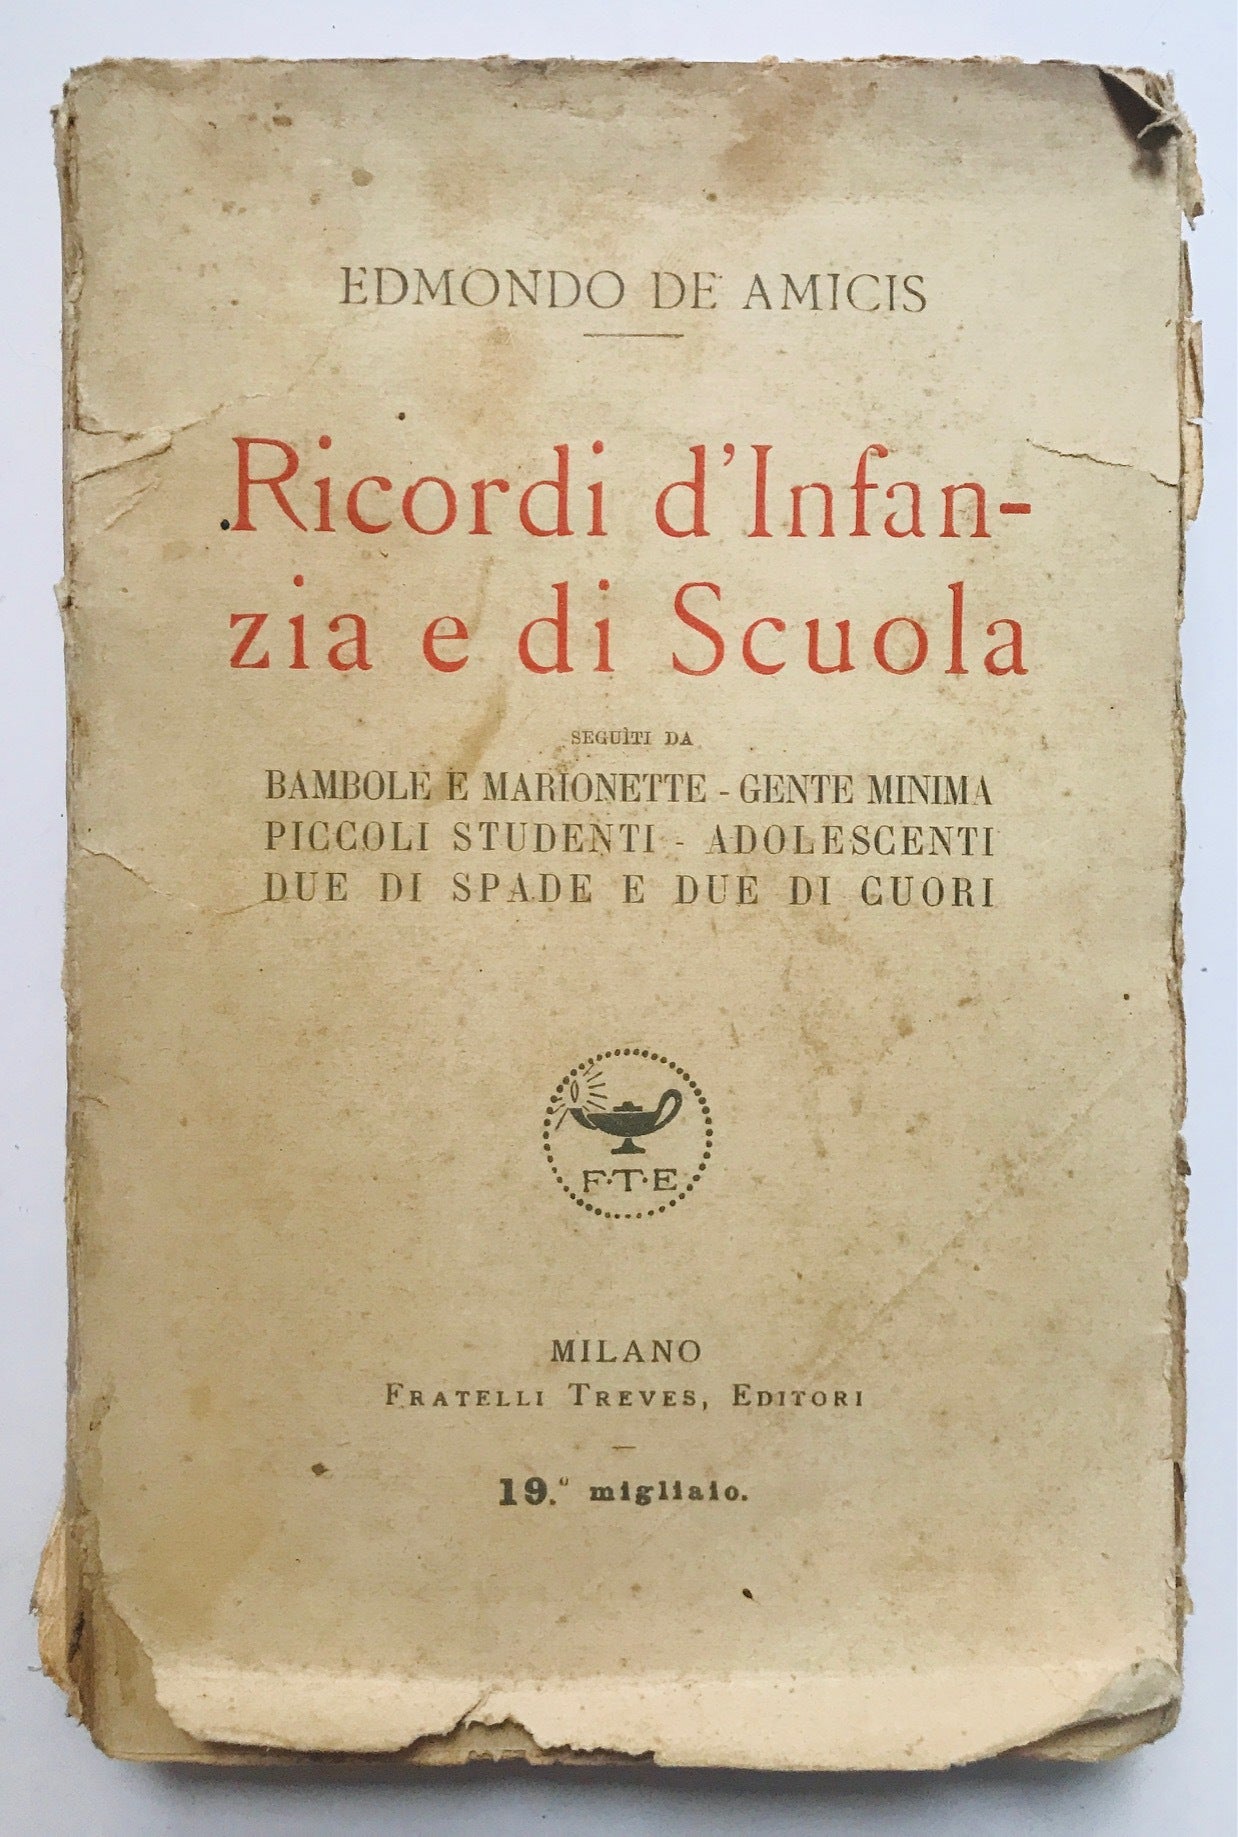 EDMONDO DE AMICIS
Ricordi d'Infan-
zia e di Scuola
SEGUÌTI DA
BAMBOLE E MARIONETTE - GENTE MINIMA
PICCOLI STUDENTI - ADOLESCENTI
DUE DI SPADE E DUE DI CUORI
F·T·E
MILANO
FRATELLI TREVES, EDITORI
19.º migliaio.